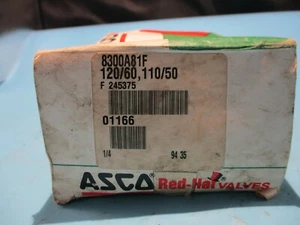 8300A81F
120/60,110/50
F 245375
01166
1/4 94 35
ASCO Red-Hat VALVES